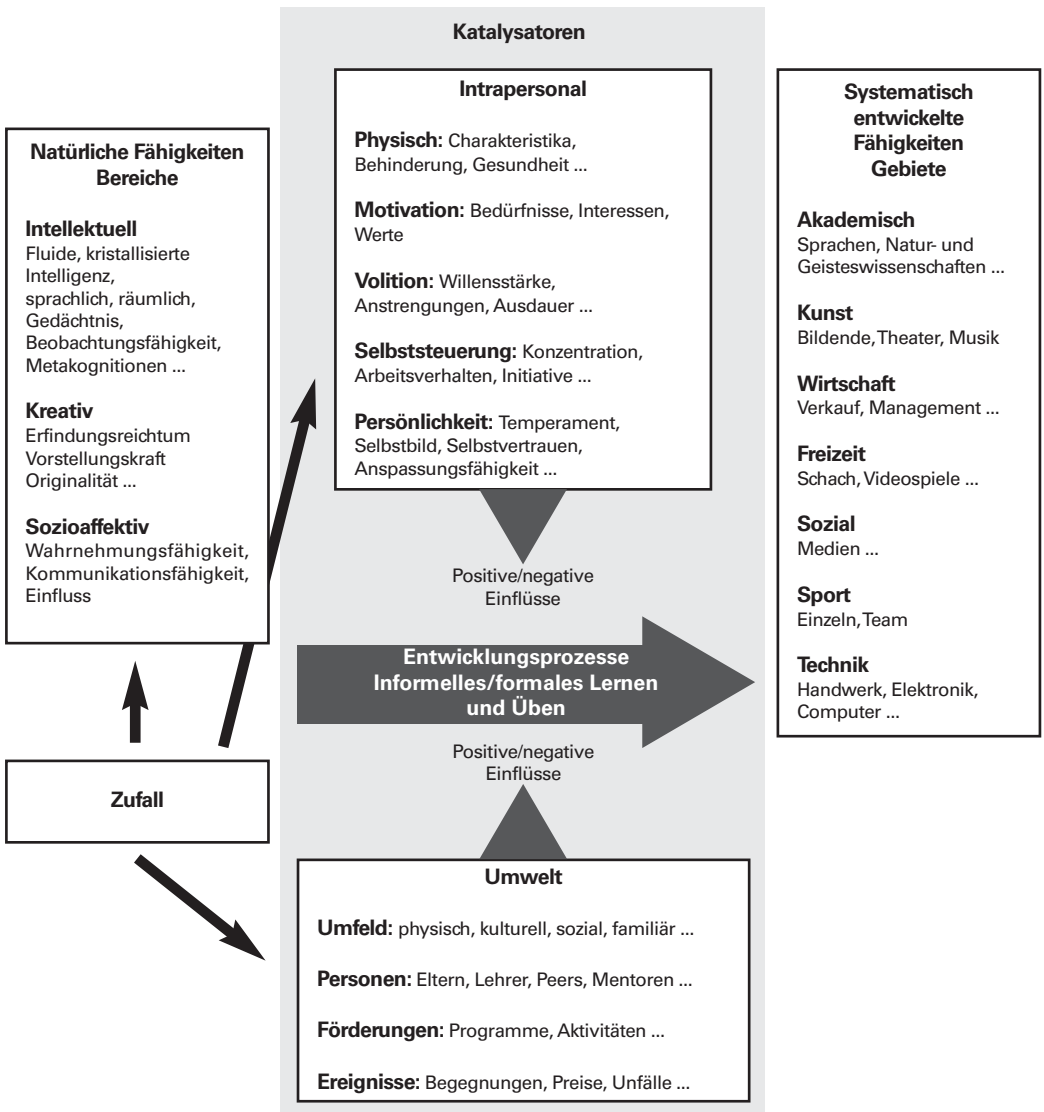 Katalysatoren
Natürliche Fähigkeiten
Bereiche
Intellektuell
Fluide, kristallisierte
Intelligenz,
sprachlich, räumlich,
Gedächtnis,
Beobachtungsfähigkeit,
Metakognitionen ...
Kreativ
Erfindungsreichtum
Vorstellungskraft
Originalität ...
Sozioaffektiv
Wahrnehmungsfähigkeit,
Kommunikationsfähigkeit,
Einfluss
Zufall
Intrapersonal
Physisch: Charakteristika,
Behinderung, Gesundheit ...
Motivation: Bedürfnisse, Interessen,
Werte
Volition: Willensstärke,
Anstrengungen, Ausdauer ...
Selbststeuerung: Konzentration,
Arbeitsverhalten, Initiative ...
Persönlichkeit: Temperament,
Selbstbild, Selbstvertrauen,
Anspassungsfähigkeit ...
Positive/negative
Einflüsse
Entwicklungsprozesse
Informelles/formales Lernen
und Üben
Positive/negative
Einflüsse
Umwelt
Umfeld: physisch, kulturell, sozial, familiär ...
Personen: Eltern, Lehrer, Peers, Mentoren ...
Förderungen: Programme, Aktivitäten ...
Ereignisse: Begegnungen, Preise, Unfälle ...
Systematisch
entwickelte
Fähigkeiten
Gebiete
Akademisch
Sprachen, Natur- und
Geisteswissenschaften ...
Kunst
Bildende, Theater, Musik
Wirtschaft
Verkauf, Management ...
Freizeit
Schach, Videospiele ...
Sozial
Medien ...
Sport
Einzeln, Team
Technik
Handwerk, Elektronik,
Computer ...